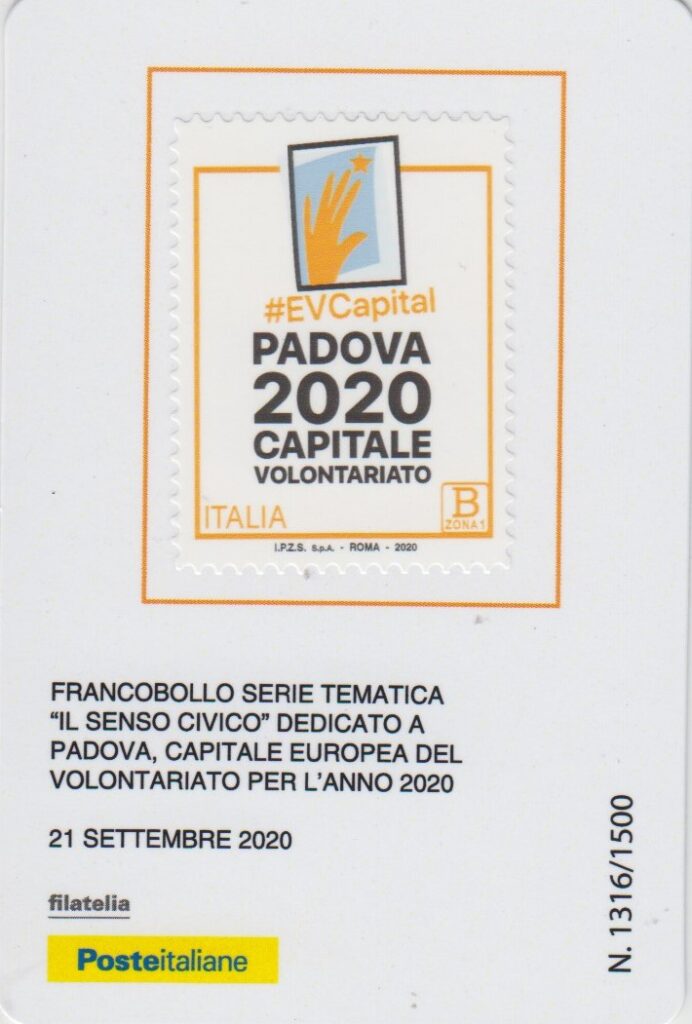 #EVCapital
PADOVA
2020
CAPITALE
VOLONTARIATO
ITALIA
B
ZONA 1
I.P.Z.S. S.p.A. - ROMA - 2020
FRANCOBOLLO SERIE TEMATICA
“IL SENSO CIVICO” DEDICATO A
PADOVA, CAPITALE EUROPEA DEL
VOLONTARIATO PER L’ANNO 2020
21 SETTEMBRE 2020
N. 1316/1500
filatelia
Posteitaliane